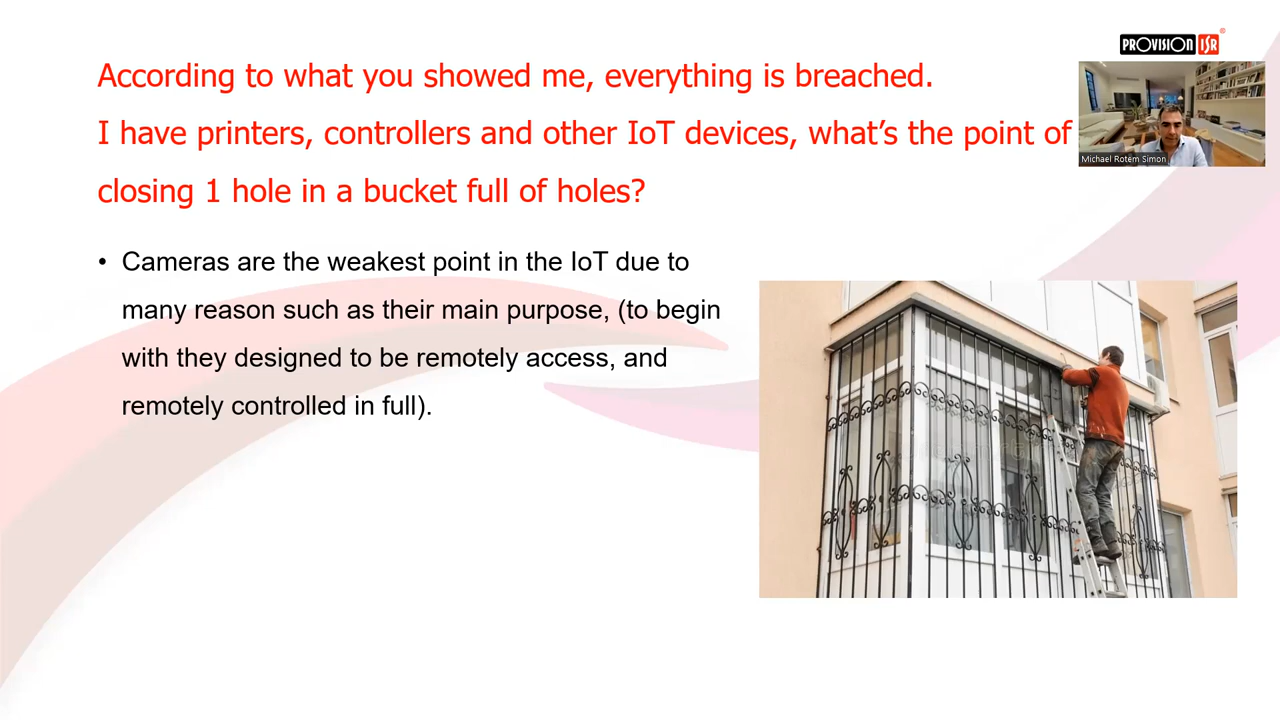 PROVISION ISR
According to what you showed me, everything is breached.
I have printers, controllers and other IoT devices, what's the point of
closing 1 hole in a bucket full of holes?
Michael Rotem Simon
• Cameras are the weakest point in the IoT due to
many reason such as their main purpose, (to begin
with they designed to be remotely access, and
remotely controlled in full).